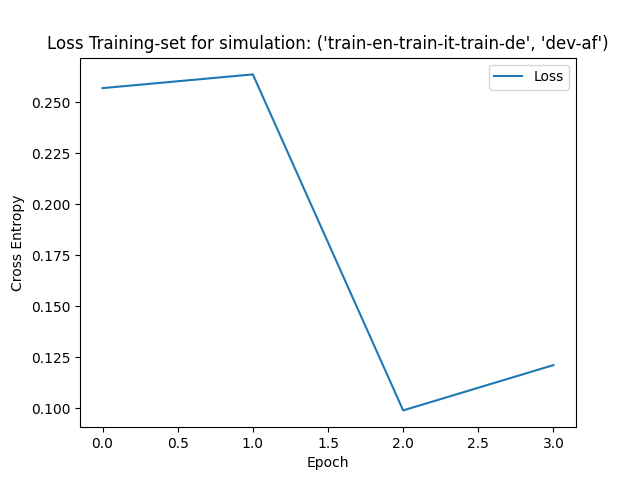 Loss Training-set for simulation: ('train-en-train-it-train-de', 'dev-af')
Loss
0.250
0.225
0.200
0.175
0.150
0.125
0.100
Cross Entropy
0.0 0.5 1.0 1.5 2.0 2.5 3.0
Epoch